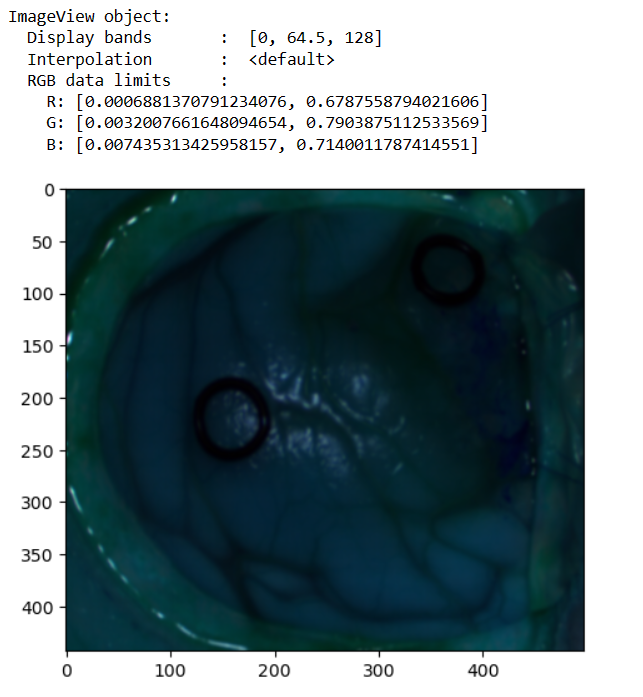 ImageView object:
Display bands : [0, 64.5, 128]
Interpolation : <default>
RGB data limits :
R: [0.0006881370791234076, 0.6787558794021606]
G: [0.0032007661648094654, 0.7903875112533569]
B: [0.007435313425958157, 0.7140011787414551]
0
50
100
150
200
250
300
350
400
0 100 200 300 400